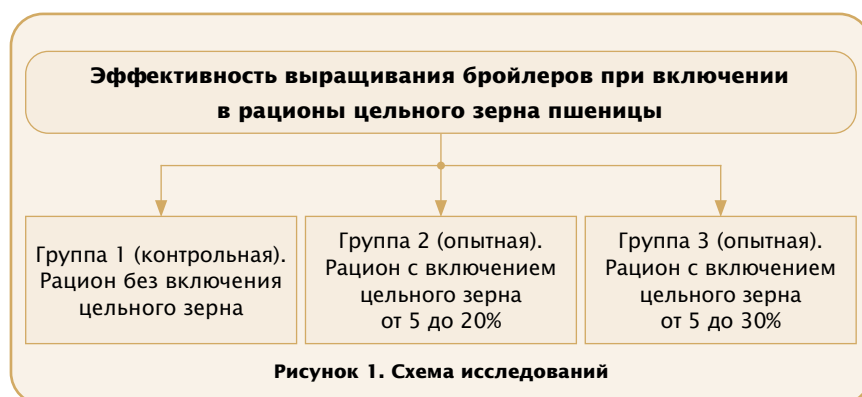 Эффективность выращивания бройлеров при включении
в рационы цельного зерна пшеницы
Группа 1 (контрольная).
Рацион без включения
цельного зерна
Группа 2 (опытная).
Рацион с включением
цельного зерна
от 5 до 20%
Группа 3 (опытная).
Рацион с включением
цельного зерна
от 5 до 30%
Рисунок 1. Схема исследований